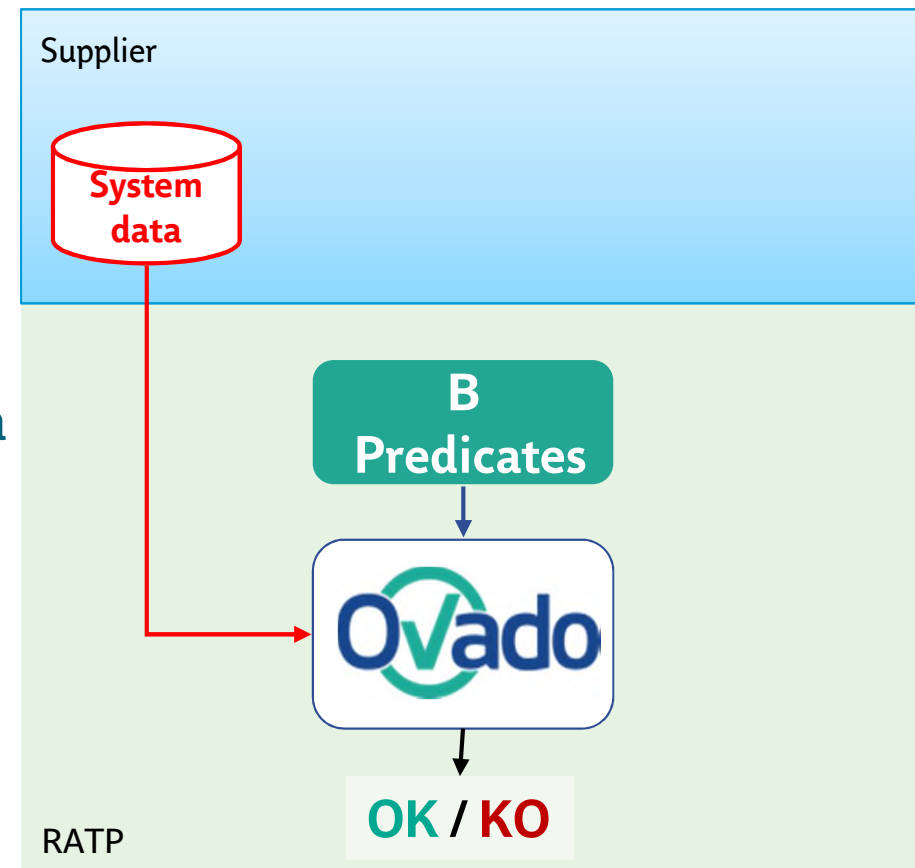 Supplier
System
data
B
Predicates
Ovado
OK / KO
RATP